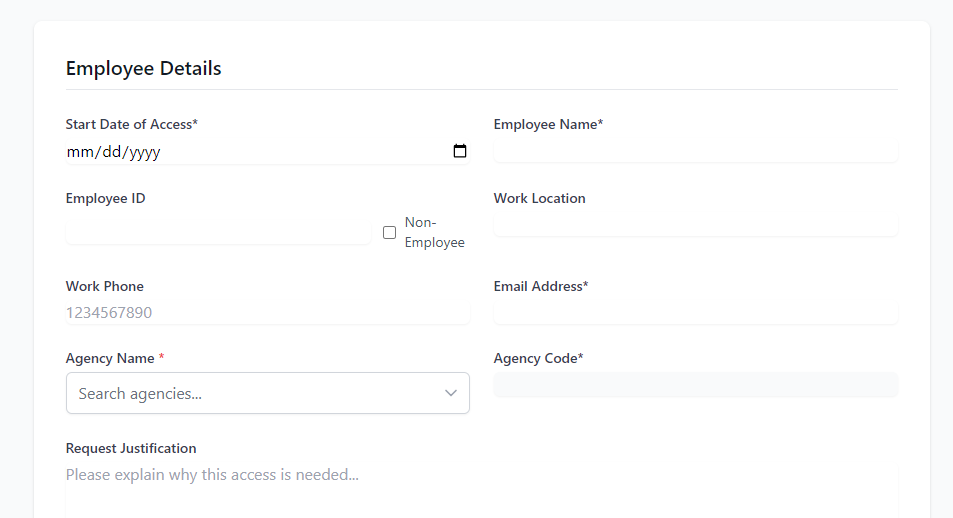 Employee Details
Start Date of Access*
Employee Name*
mm/dd/yyyy
Employee ID
Work Location
Non-
Employee
Work Phone
Email Address*
1234567890
Agency Name *
Agency Code*
Search agencies...
Request Justification
Please explain why this access is needed...